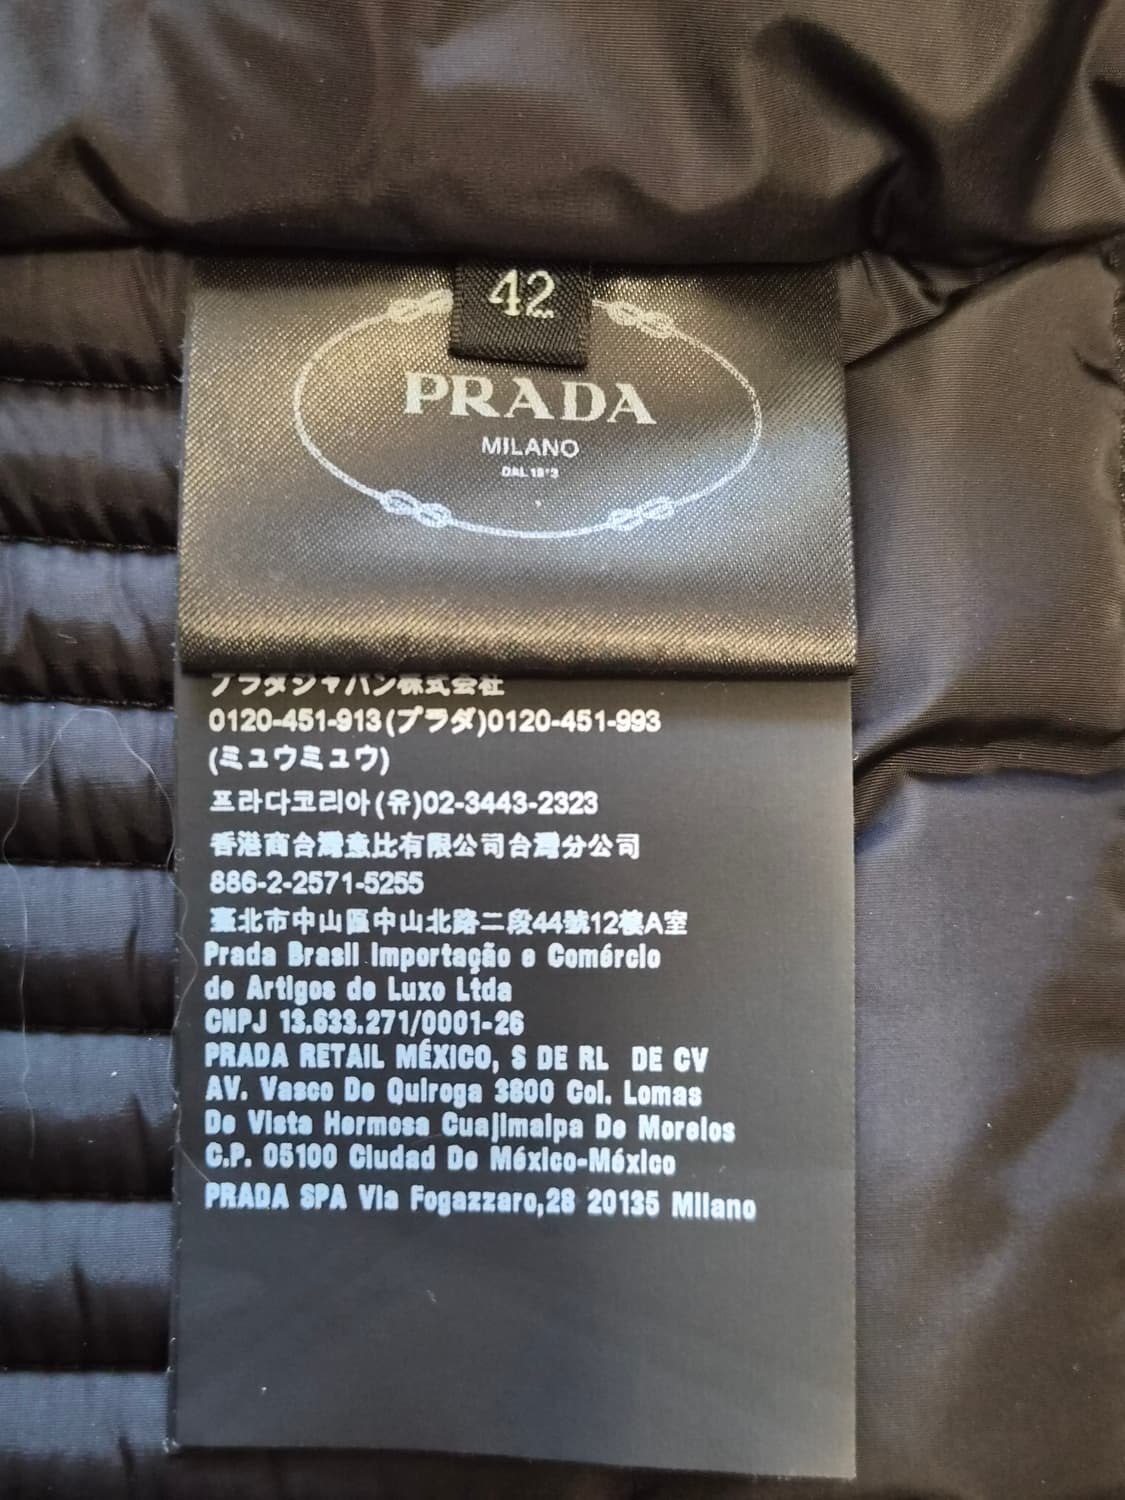 42
PRADA
MILANO
DAL 1913
プラダジャパン株式会社
0120-451-913(プラダ)0120-451-993
(ミュウミュウ)
프라다코리아(유)02-3443-2323
香港商台灣意比有限公司台灣分公司
886-2-2571-5255
臺北市中山區中山北路二段44號12樓A室
Prada Brasil Importação e Comércio
de Artigos de Luxo Ltda
CNPJ 13.633.271/0001-26
PRADA RETAIL MÉXICO, S DE RL DE CV
AV. Vasco De Quiroga 3800 Col. Lomas
De Vista Hermosa Cuajimalpa De Morelos
C.P. 05100 Ciudad De México-México
PRADA SPA Via Fogazzaro,28 20135 Milano